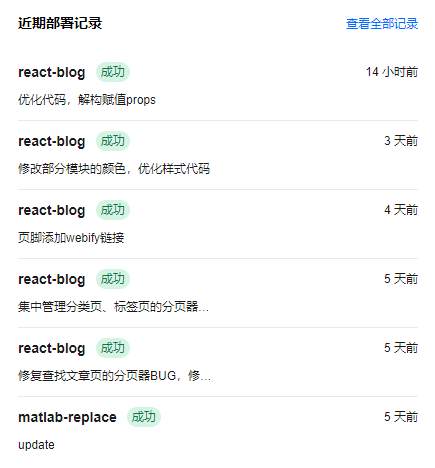 近期部署记录 查看全部记录
react-blog 成功 14 小时前
优化代码，解构赋值props
react-blog 成功 3 天前
修改部分模块的颜色，优化样式代码
react-blog 成功 4 天前
页脚添加webify链接
react-blog 成功 5 天前
集中管理分类页、标签页的分页器...
react-blog 成功 5 天前
修复查找文章页的分页器BUG，修...
matlab-replace 成功 5 天前
update